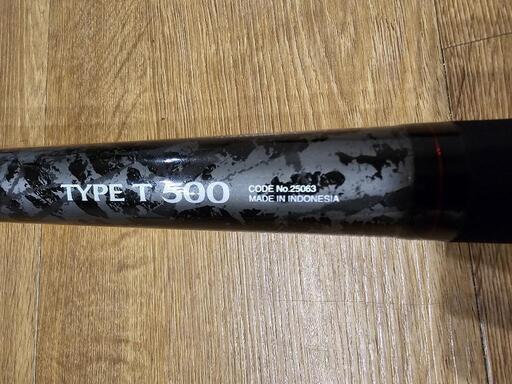 TYPE T 500
CODE No.25063
MADE IN INDONESIA